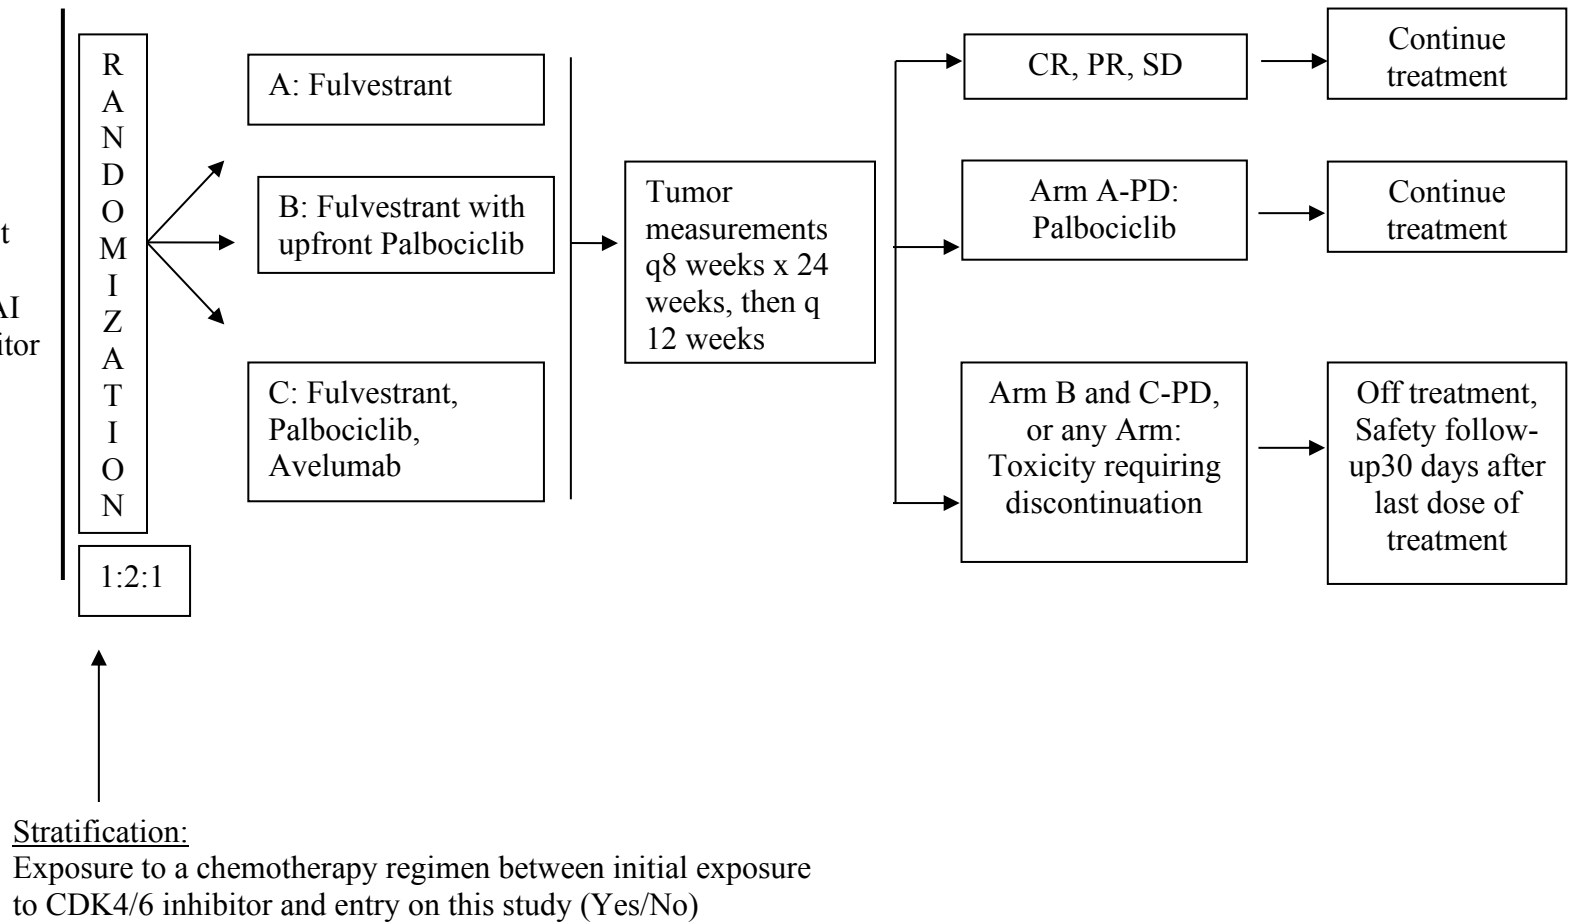 RANDOMIZATION
1:2:1
A: Fulvestrant
B: Fulvestrant with
upfront Palbociclib
C: Fulvestrant,
Palbociclib,
Avelumab
Tumor
measurements
q8 weeks x 24
weeks, then q
12 weeks
CR, PR, SD
Continue
treatment
Arm A-PD:
Palbociclib
Continue
treatment
Arm B and C-PD,
or any Arm:
Toxicity requiring
discontinuation
Off treatment,
Safety follow-
up30 days after
last dose of
treatment
Stratification:
Exposure to a chemotherapy regimen between initial exposure
to CDK4/6 inhibitor and entry on this study (Yes/No)